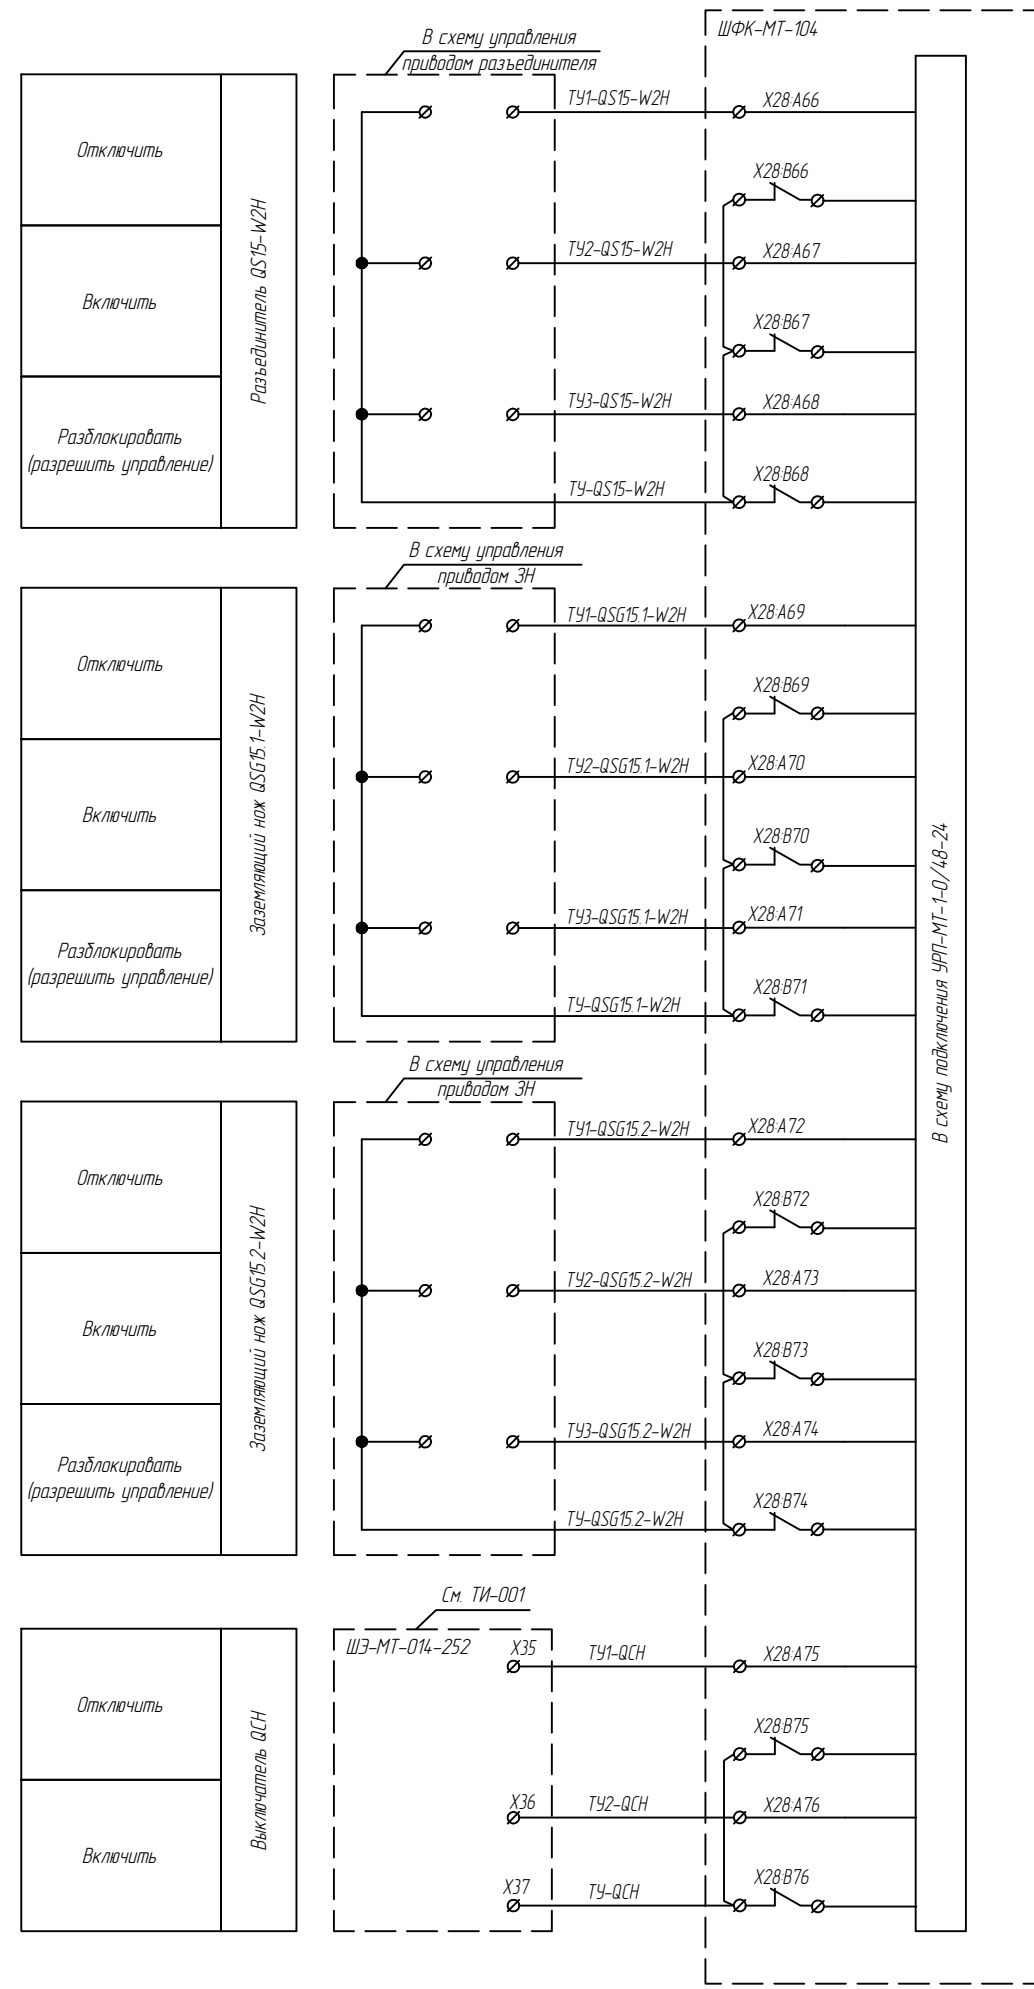 ШФК-МТ-104
В схему управления
приводом разъединителя
Отключить
Включить
Разблокировать
(разрешить управление)
Разъединитель QS15-W2H
ТУ1-QS15-W2H
X28:A66
X28:B66
ТУ2-QS15-W2H
X28:A67
X28:B67
ТУ3-QS15-W2H
X28:A68
X28:B68
ТУ-QS15-W2H
В схему управления
приводом ЗН
Отключить
Включить
Разблокировать
(разрешить управление)
Заземляющий нож QSG15.1-W2H
ТУ1-QSG15.1-W2H
X28:A69
X28:B69
ТУ2-QSG15.1-W2H
X28:A70
X28:B70
ТУ3-QSG15.1-W2H
X28:A71
X28:B71
ТУ-QSG15.1-W2H
В схему подключения УРП-МТ-1-0/48-24
В схему управления
приводом ЗН
Отключить
Включить
Разблокировать
(разрешить управление)
Заземляющий нож QSG15.2-W2H
ТУ1-QSG15.2-W2H
X28:A72
X28:B72
ТУ2-QSG15.2-W2H
X28:A73
X28:B73
ТУ3-QSG15.2-W2H
X28:A74
X28:B74
ТУ-QSG15.2-W2H
См. ТИ-001
ШЭ-МТ-014-252
Отключить
Включить
Выключатель QСН
X35
ТУ1-QСН
X28:A75
X28:B75
X36
ТУ2-QСН
X28:A76
X28:B76
X37
ТУ-QСН